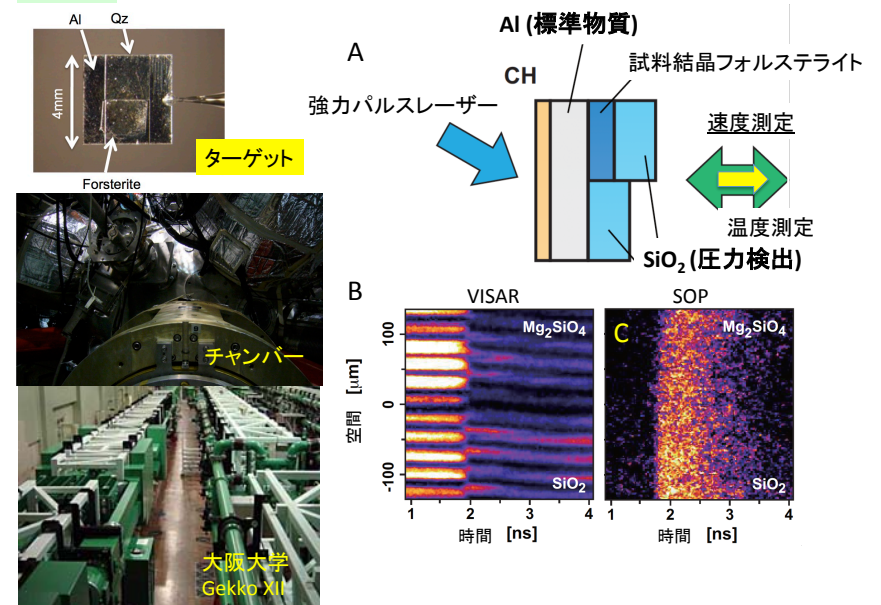 Al
Qz
4mm
Forsterite
ターゲット
チャンバー
大阪大学
Gekko XII
A
Al (標準物質)
試料結晶フォルステライト
CH
強力パルスレーザー
速度測定
温度測定
SiO2 (圧力検出)
B
VISAR
SOP
Mg2SiO4
C
Mg2SiO4
空間 [μm]
100
0
-100
SiO2
SiO2
1 2 3 4
時間 [ns]
1 2 3 4
時間 [ns]